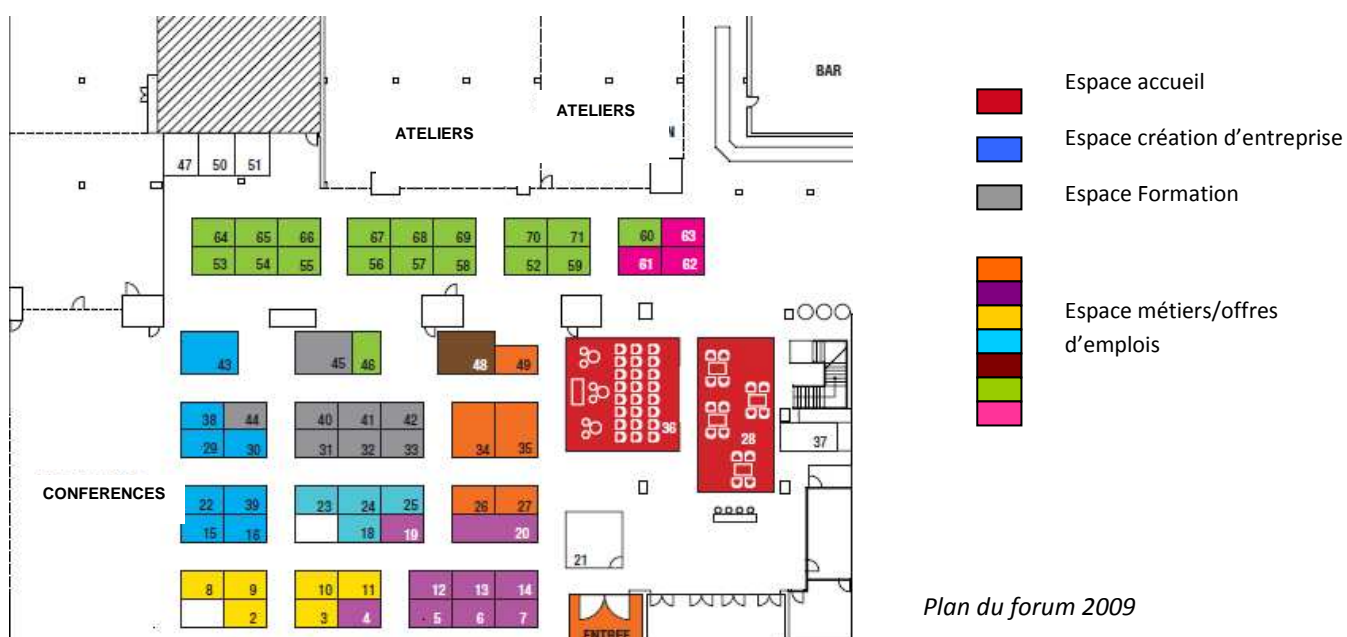 BAR
ATELIERS
ATELIERS
47 50 51
64 65 66 67 68 69 70 71 60 63
53 54 55 56 57 58 52 59 61 62
43 45 46 48 49
38 44 40 41 42
29 30 31 32 33 34 35 36 28 37
CONFERENCES
22 39 23 24 25 26 27
15 16 18 19 20
21
8 9 10 11 12 13 14
2 3 4 5 6 7
ENTREE
Espace accueil
Espace création d'entreprise
Espace Formation
Espace métiers/offres
d'emplois
Plan du forum 2009